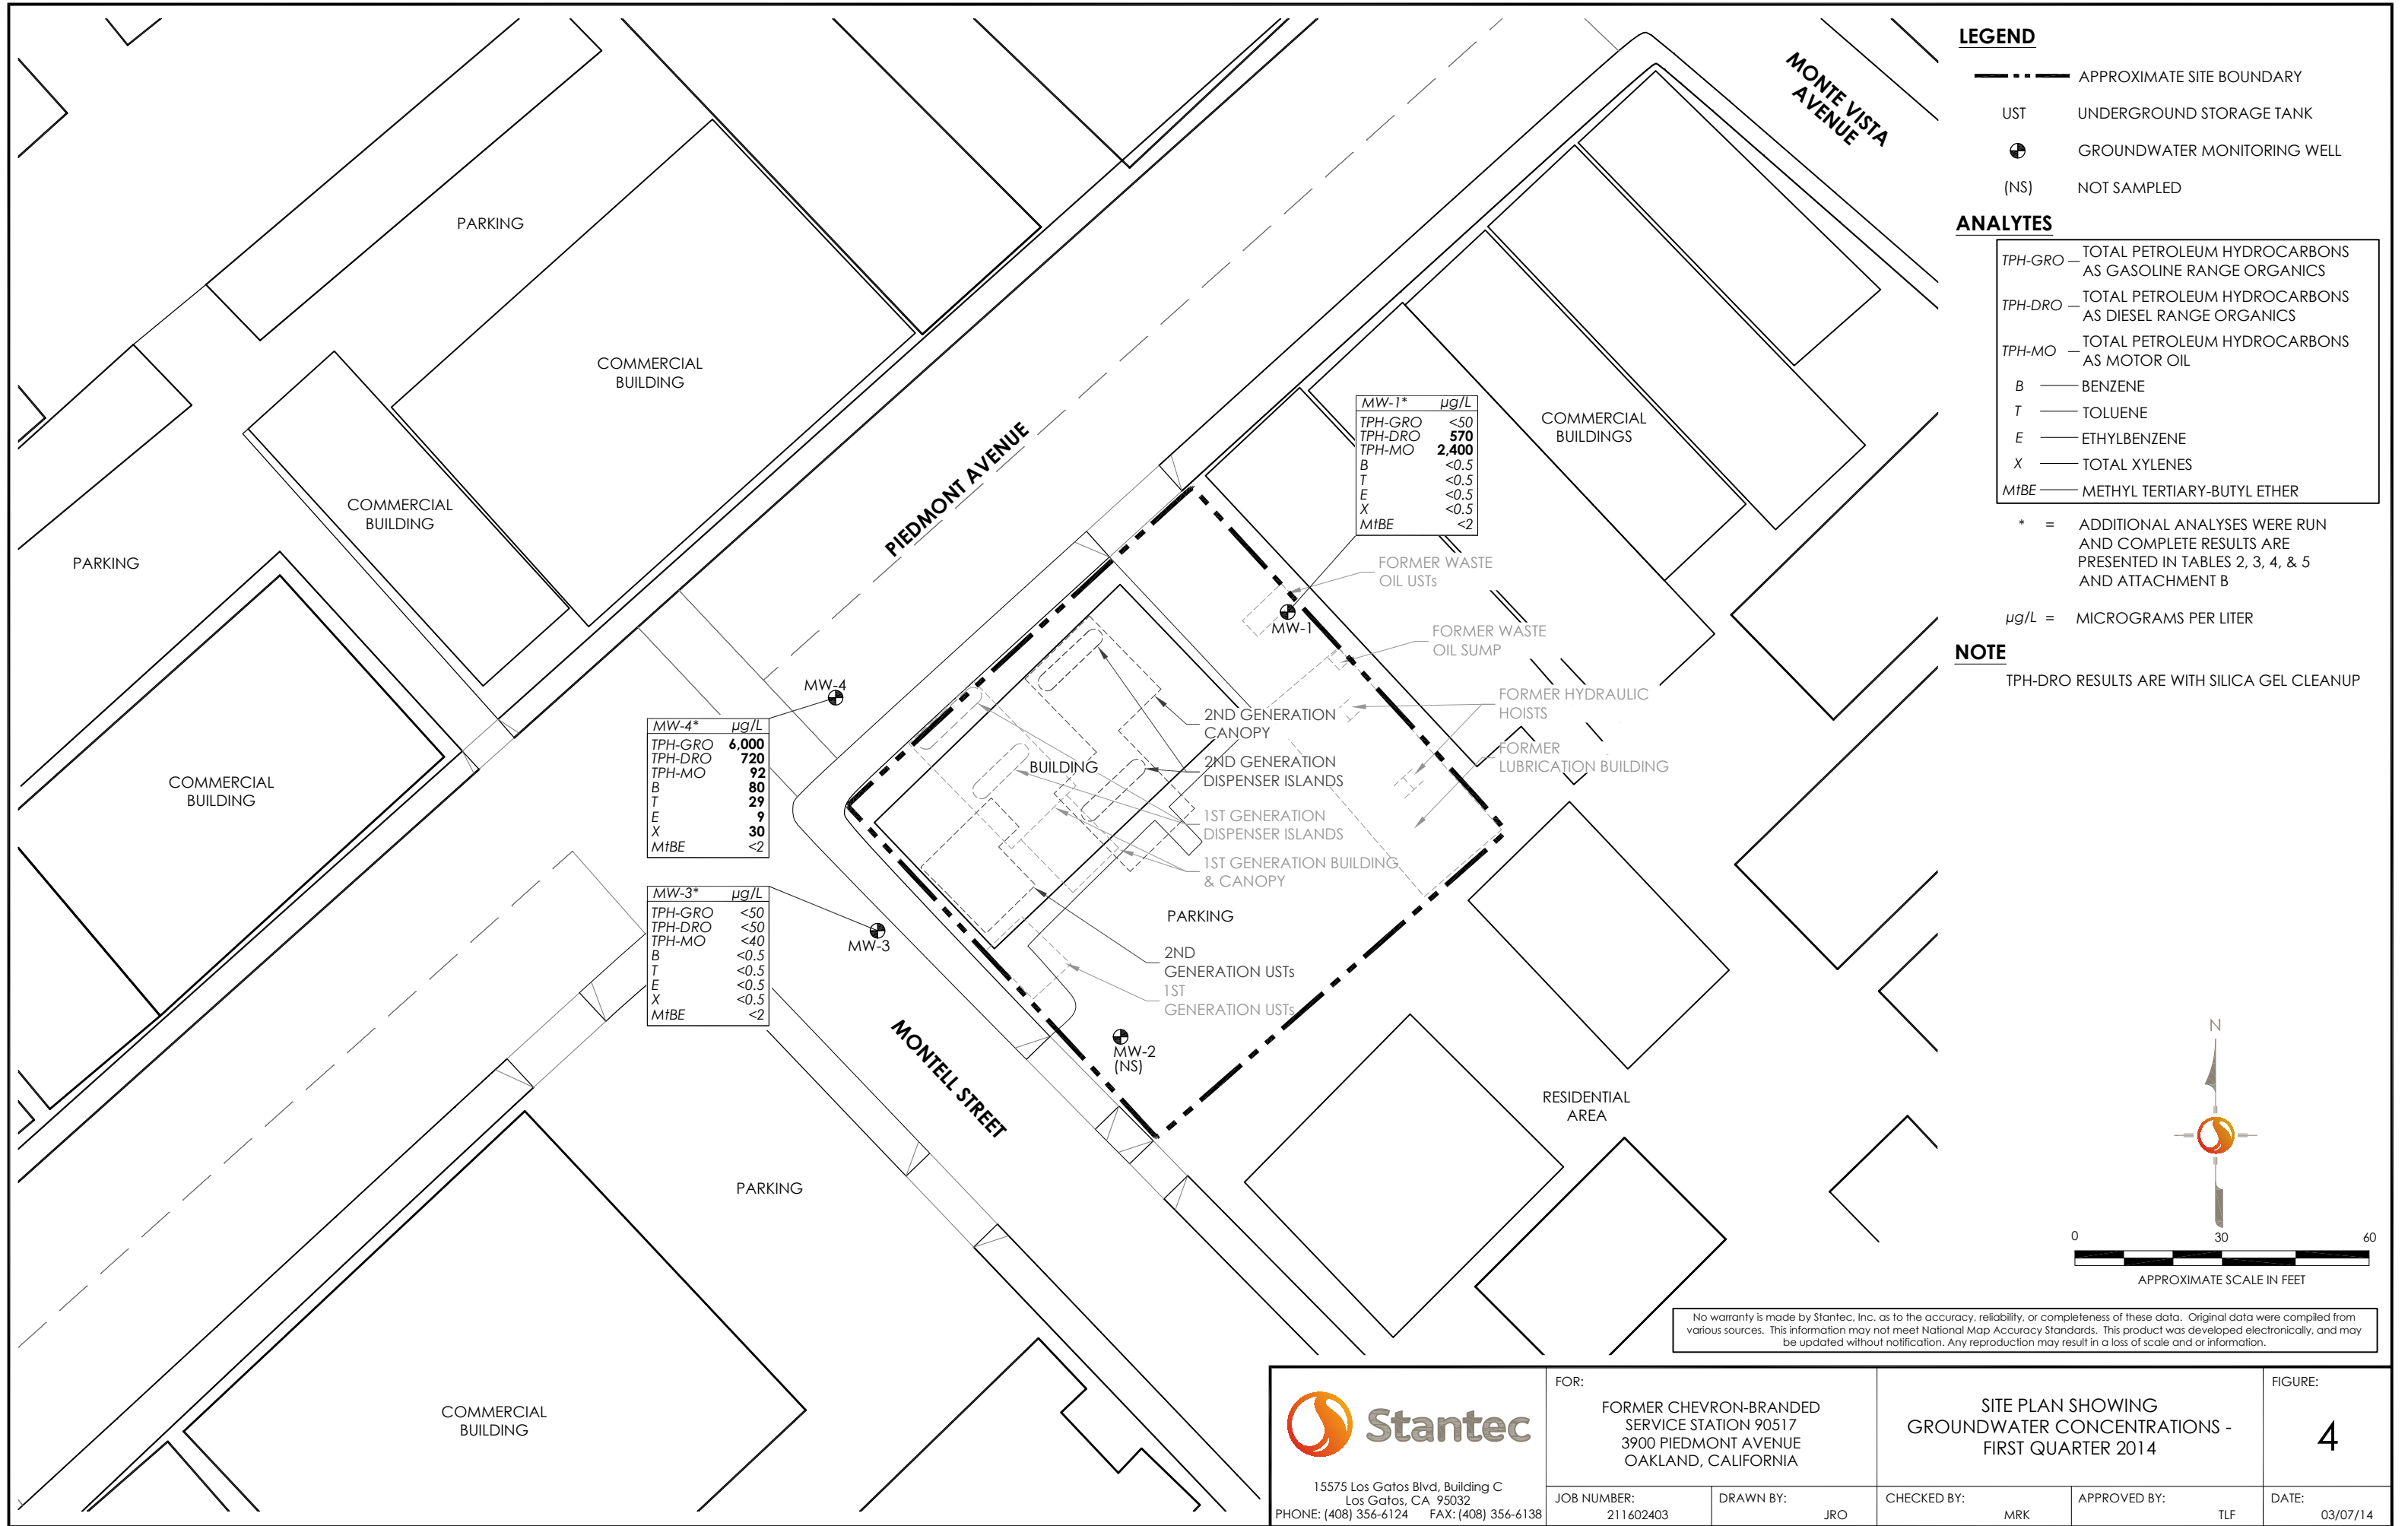 LEGEND
APPROXIMATE SITE BOUNDARY
UST UNDERGROUND STORAGE TANK
GROUNDWATER MONITORING WELL
(NS) NOT SAMPLED
ANALYTES
TPH-GRO TOTAL PETROLEUM HYDROCARBONS
AS GASOLINE RANGE ORGANICS
TPH-DRO TOTAL PETROLEUM HYDROCARBONS
AS DIESEL RANGE ORGANICS
TPH-MO TOTAL PETROLEUM HYDROCARBONS
AS MOTOR OIL
B BENZENE
T TOLUENE
E ETHYLBENZENE
X TOTAL XYLENES
MtBE METHYL TERTIARY-BUTYL ETHER
* = ADDITIONAL ANALYSES WERE RUN
AND COMPLETE RESULTS ARE
PRESENTED IN TABLES 2, 3, 4, & 5
AND ATTACHMENT B
µg/L = MICROGRAMS PER LITER
NOTE
TPH-DRO RESULTS ARE WITH SILICA GEL CLEANUP
MONTE VISTA
AVENUE
PARKING
COMMERCIAL
BUILDING
COMMERCIAL
BUILDING
PARKING
COMMERCIAL
BUILDING
PIEDMONT AVENUE
COMMERCIAL
BUILDINGS
MW-1* µg/L
TPH-GRO <50
TPH-DRO 570
TPH-MO 2,400
B <0.5
T <0.5
E <0.5
X <0.5
MtBE <2
FORMER WASTE
OIL USTs
MW-1
FORMER WASTE
OIL SUMP
FORMER HYDRAULIC
HOISTS
FORMER
LUBRICATION BUILDING
MW-4
MW-4* µg/L
TPH-GRO 6,000
TPH-DRO 720
TPH-MO 92
B 80
T 29
E 9
X 30
MtBE <2
2ND GENERATION
CANOPY
BUILDING
2ND GENERATION
DISPENSER ISLANDS
1ST GENERATION
DISPENSER ISLANDS
1ST GENERATION BUILDING
& CANOPY
PARKING
MW-3* µg/L
TPH-GRO <50
TPH-DRO <50
TPH-MO <40
B <0.5
T <0.5
E <0.5
X <0.5
MtBE <2
MW-3
2ND
GENERATION USTs
1ST
GENERATION USTs
MW-2
(NS)
MONTELL STREET
RESIDENTIAL
AREA
PARKING
COMMERCIAL
BUILDING
N
0 30 60
APPROXIMATE SCALE IN FEET
No warranty is made by Stantec, Inc. as to the accuracy, reliability, or completeness of these data. Original data were compiled from
various sources. This information may not meet National Map Accuracy Standards. This product was developed electronically, and may
be updated without notification. Any reproduction may result in a loss of scale and or information.
Stantec
15575 Los Gatos Blvd, Building C
Los Gatos, CA 95032
PHONE: (408) 356-6124 FAX: (408) 356-6138
FOR:
FORMER CHEVRON-BRANDED
SERVICE STATION 90517
3900 PIEDMONT AVENUE
OAKLAND, CALIFORNIA
SITE PLAN SHOWING
GROUNDWATER CONCENTRATIONS -
FIRST QUARTER 2014
FIGURE:
4
JOB NUMBER:
211602403
DRAWN BY:
JRO
CHECKED BY:
MRK
APPROVED BY:
TLF
DATE:
03/07/14